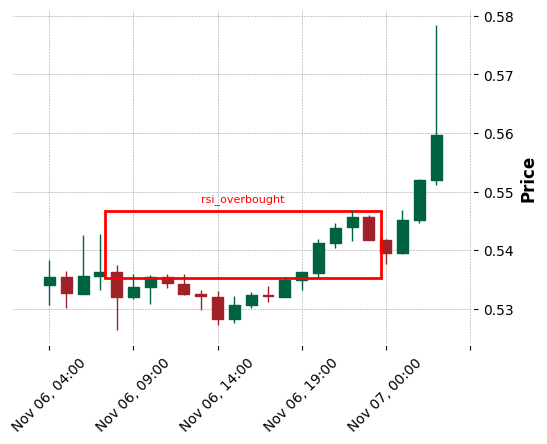 0.58
0.57
0.56
0.55
0.54
0.53
Price
rsi_overbought
Nov 06, 04:00
Nov 06, 09:00
Nov 06, 14:00
Nov 06, 19:00
Nov 07, 00:00